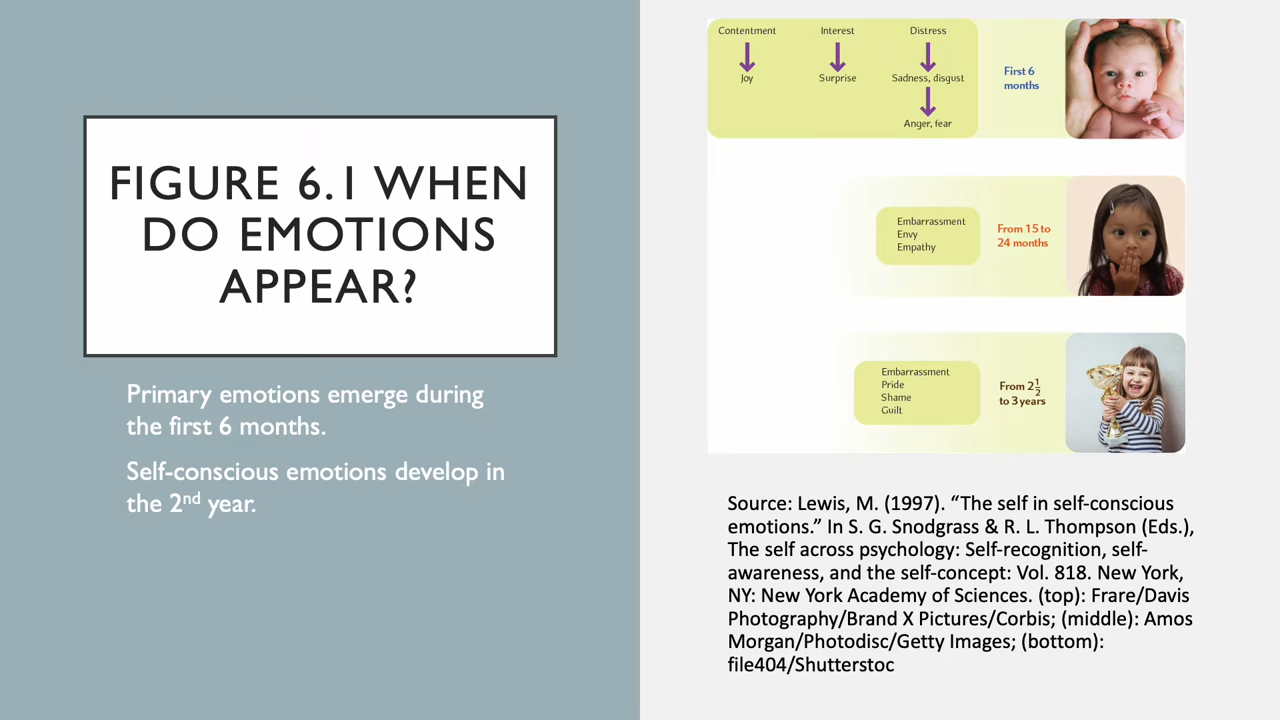 FIGURE 6.1 WHEN
DO EMOTIONS
APPEAR?
Primary emotions emerge during
the first 6 months.
Self-conscious emotions develop in
the 2nd year.
Contentment Interest Distress
Joy Surprise Sadness, disgust
Anger, fear
First 6
months
Embarrassment
Envy
Empathy
From 15 to
24 months
Embarrassment
Pride
Shame
Guilt
From 2 1/2
to 3 years
Source: Lewis, M. (1997). “The self in self-conscious
emotions.” In S. G. Snodgrass & R. L. Thompson (Eds.),
The self across psychology: Self-recognition, self-
awareness, and the self-concept: Vol. 818. New York,
NY: New York Academy of Sciences. (top): Frare/Davis
Photography/Brand X Pictures/Corbis; (middle): Amos
Morgan/Photodisc/Getty Images; (bottom):
file404/Shutterstoc